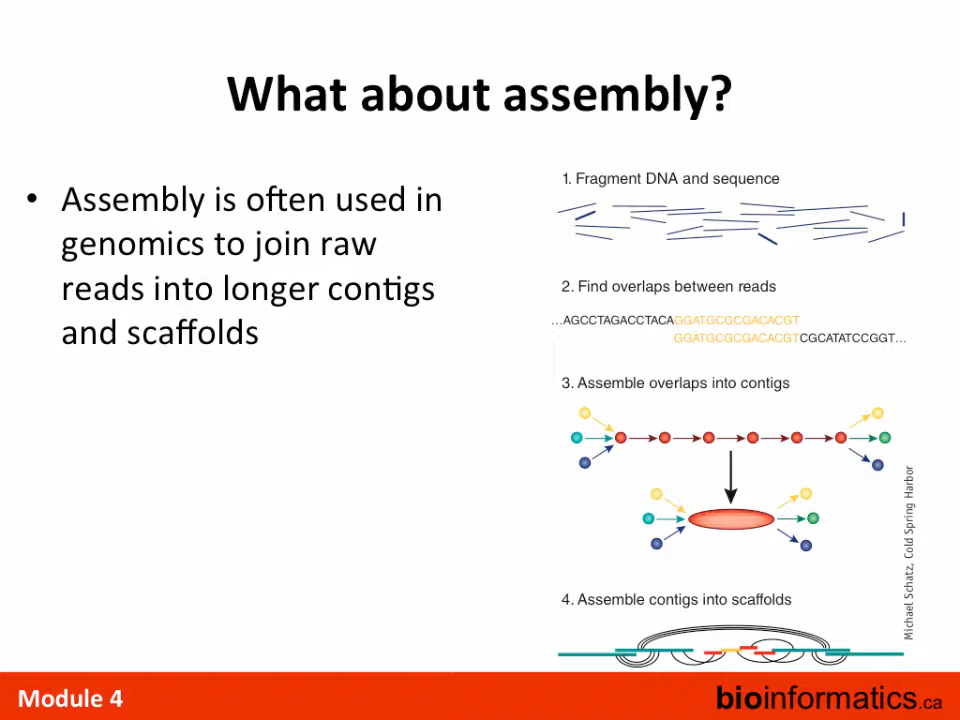 What about assembly?
• Assembly is often used in
genomics to join raw
reads into longer contigs
and scaffolds
1. Fragment DNA and sequence
2. Find overlaps between reads
…AGCCTAGACCTACAGGATGCGCGACACGT
GGATGCGCGACACGTCGCATATCCGGT…
3. Assemble overlaps into contigs
4. Assemble contigs into scaffolds
Michael Schatz, Cold Spring Harbor
Module 4
bioinformatics.ca